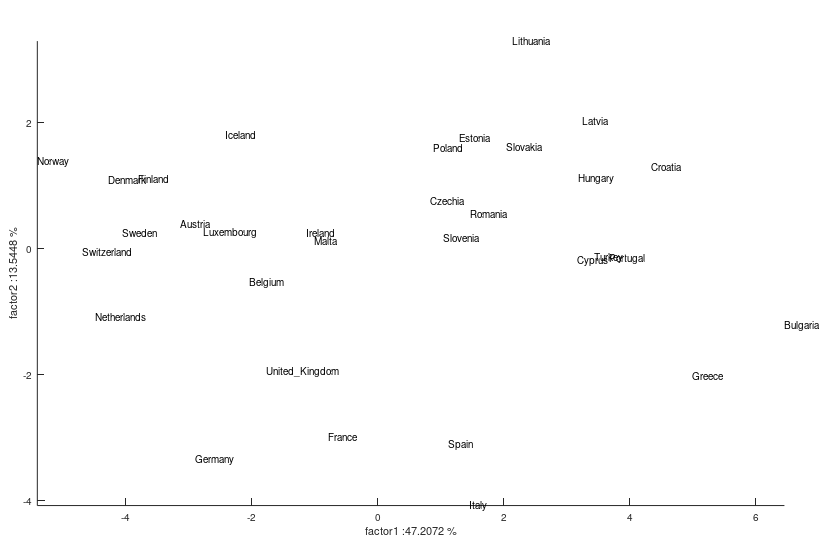 Lithuania
2
Latvia
Iceland
Estonia
Poland
Slovakia
Norway
Croatia
Denmark
Finland
Hungary
Czechia
Romania
Austria
Sweden
Luxembourg
Ireland
Malta
Slovenia
0
Switzerland
Cyprus
Turkey
Portugal
Belgium
factor2 :13.5448 %
Netherlands
Bulgaria
-2
United_Kingdom
Greece
France
Spain
Germany
-4
Italy
-4 -2 0 2 4 6
factor1 :47.2072 %